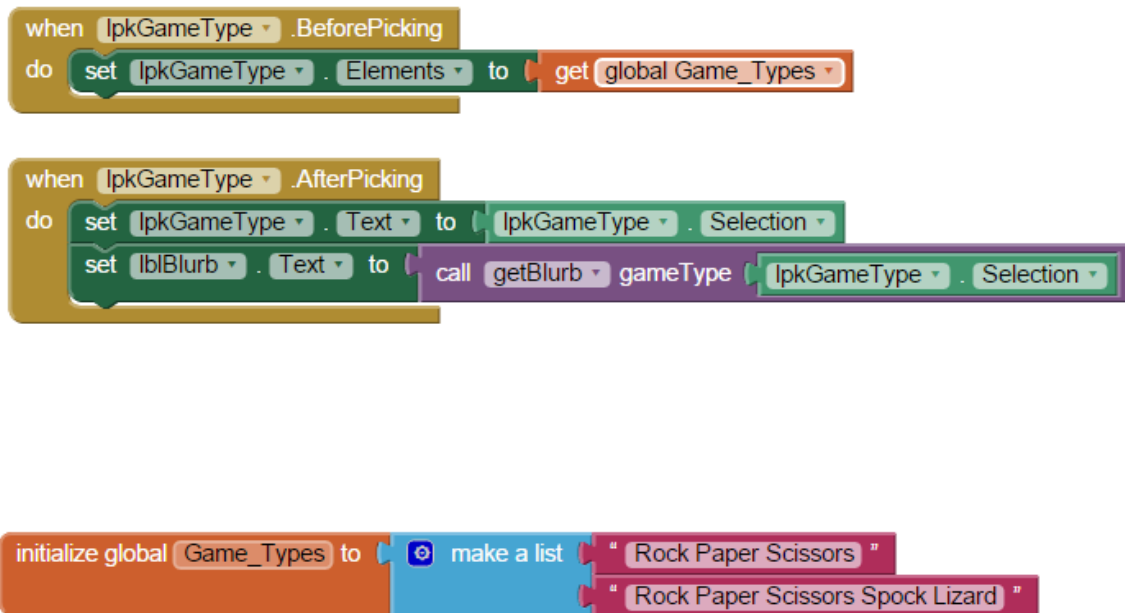 when lpkGameType .BeforePicking
do set lpkGameType . Elements to get global Game_Types
when lpkGameType .AfterPicking
do set lpkGameType . Text to lpkGameType . Selection
set lblBlurb . Text to call getBlurb gameType lpkGameType . Selection
initialize global Game_Types to make a list “ Rock Paper Scissors ”
“ Rock Paper Scissors Spock Lizard ”